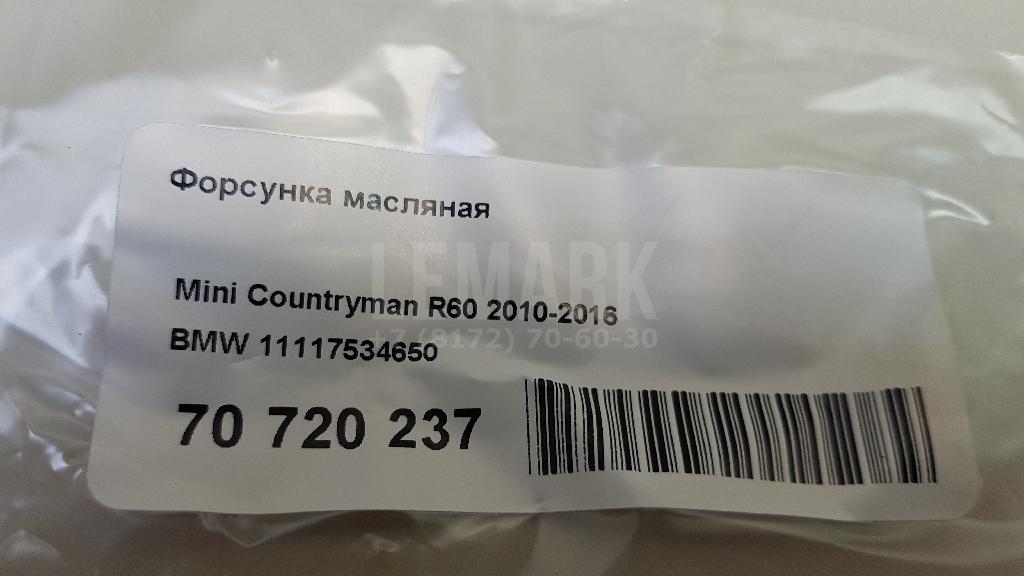 Форсунка масляная
LEMARK
Mini Countryman R60 2010-2016
+7 (8172) 70-60-30
BMW 11117534650
70 720 237